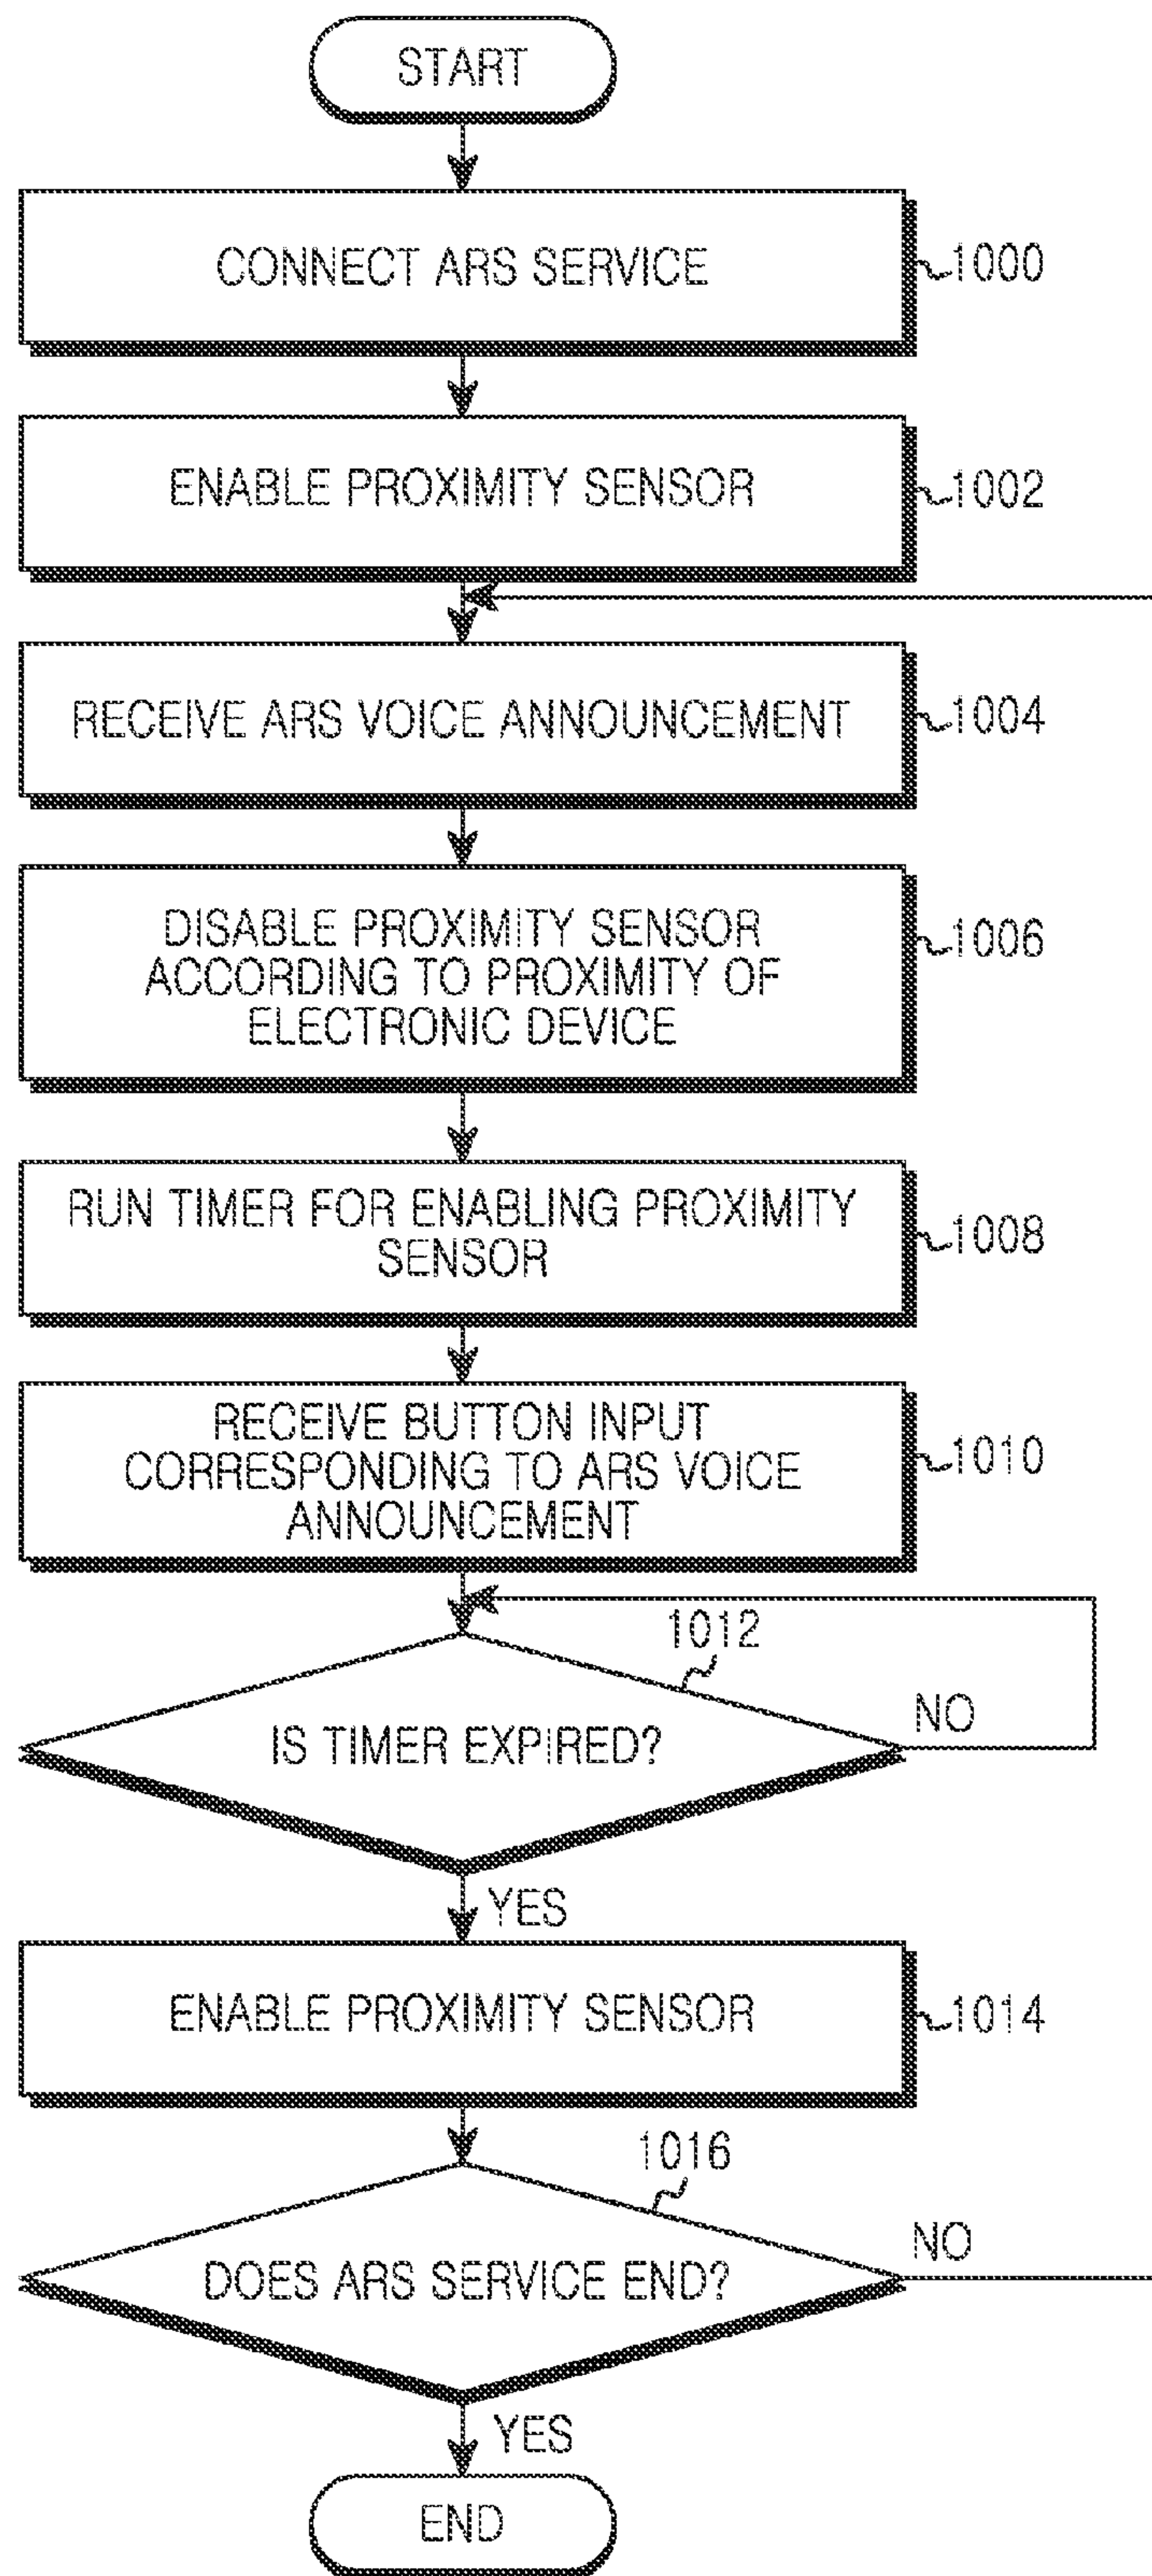 START
CONNECT ARS SERVICE
1000
ENABLE PROXIMITY SENSOR
1002
RECEIVE ARS VOICE ANNOUNCEMENT
1004
DISABLE PROXIMITY SENSOR
ACCORDING TO PROXIMITY OF
ELECTRONIC DEVICE
1006
RUN TIMER FOR ENABLING PROXIMITY
SENSOR
1008
RECEIVE BUTTON INPUT
CORRESPONDING TO ARS VOICE
ANNOUNCEMENT
1010
1012
IS TIMER EXPIRED?
NO
YES
ENABLE PROXIMITY SENSOR
1014
1016
DOES ARS SERVICE END?
NO
YES
END